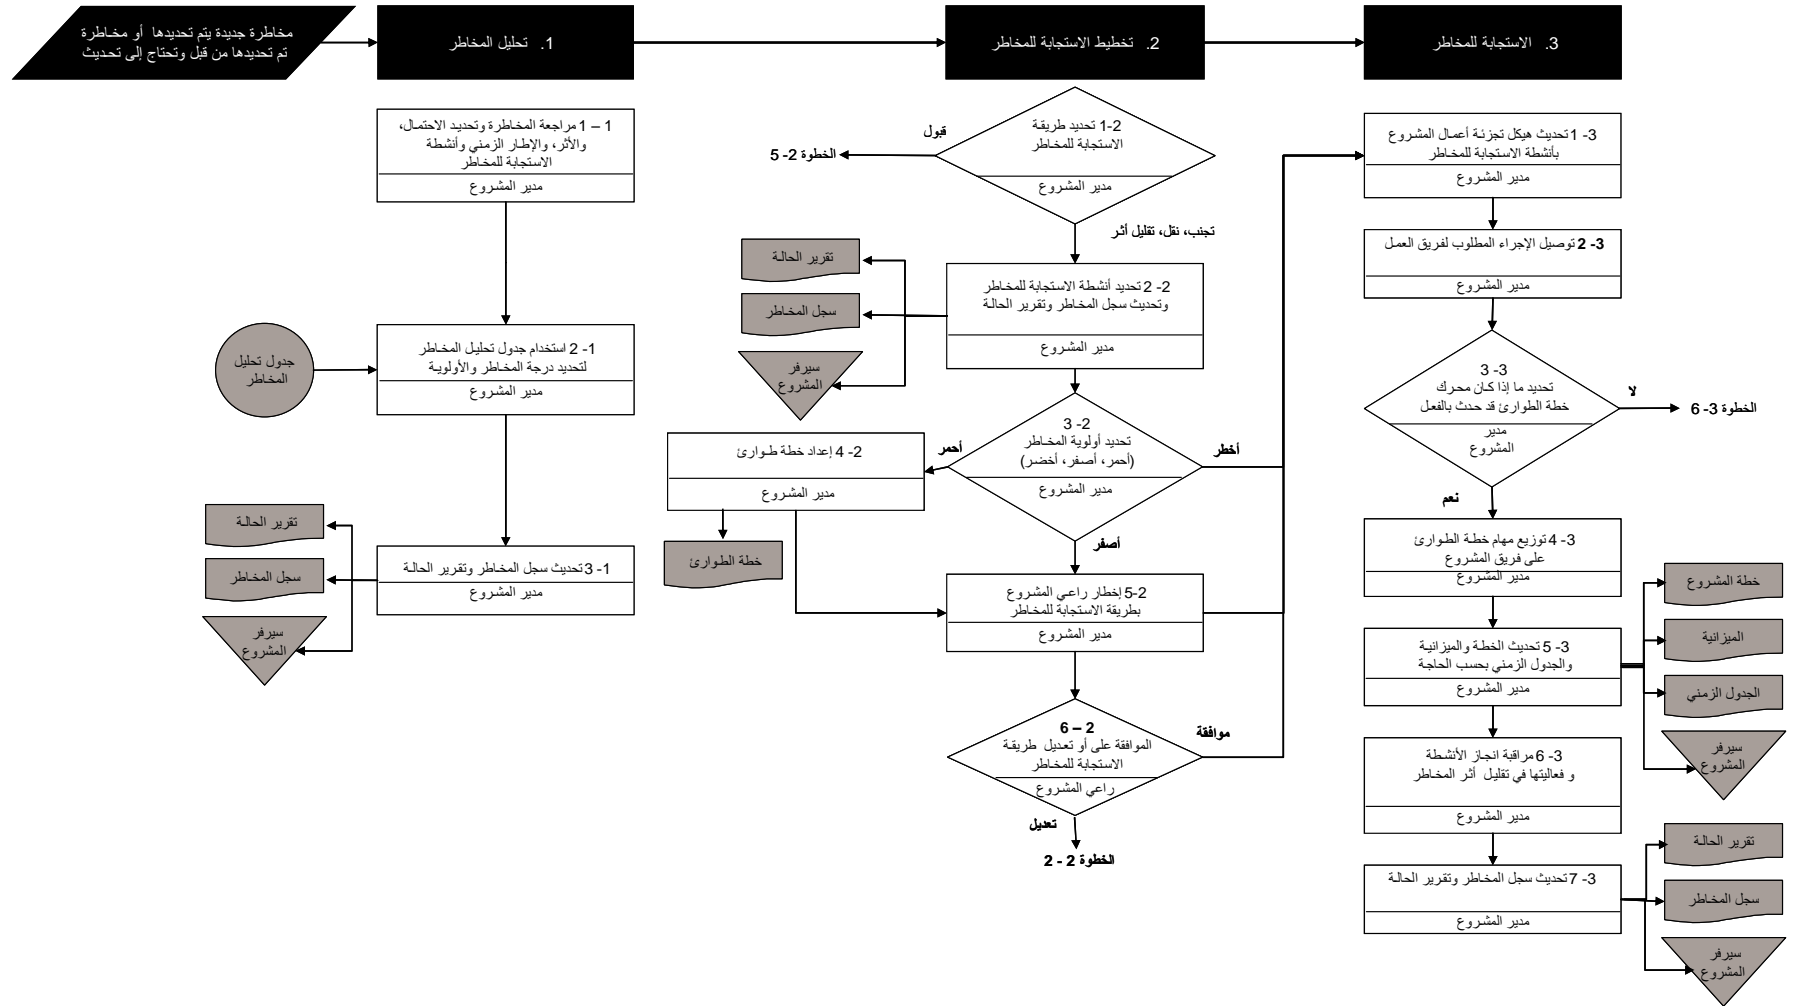 مخاطرة جديدة يتم تحديدها أو مخاطرة
تم تحديدها من قبل وتحتاج إلى تحديث
1. تحليل المخاطر
2. تخطيط الاستجابة للمخاطر
3. الاستجابة للمخاطر
1 – 1 مراجعة المخاطرة وتحديد الاحتمال،
والأثر، والإطار الزمني وأنشطة
الاستجابة للمخاطر
مدير المشروع
جدول تحليل
المخاطر
1- 2 استخدام جدول تحليل المخاطر
لتحديد درجة المخاطر والأولوية
مدير المشروع
1- 3 تحديث سجل المخاطر وتقرير الحالة
مدير المشروع
تقرير الحالة
سجل المخاطر
سيرفر
المشروع
1-2 تحديد طريقة
الاستجابة للمخاطر
مدير المشروع
قبول
الخطوة 2- 5
تجنب، نقل، تقليل أثر
2- 2 تحديد أنشطة الاستجابة للمخاطر
وتحديث سجل المخاطر وتقرير الحالة
مدير المشروع
تقرير الحالة
سجل المخاطر
سيرفر
المشروع
2- 3
تحديد أولوية المخاطر
(أحمر، أصفر، أخضر)
مدير المشروع
أحمر
أخطر
أصفر
2- 4 إعداد خطة طوارئ
مدير المشروع
خطة الطوارئ
5-2 إخطار راعي المشروع
بطريقة الاستجابة للمخاطر
مدير المشروع
2 – 6
الموافقة على أو تعديل طريقة
الاستجابة للمخاطر
راعي المشروع
موافقة
تعديل
الخطوة 2 - 2
3- 1 تحديث هيكل تجزئة أعمال المشروع
بأنشطة الاستجابة للمخاطر
مدير المشروع
3- 2 توصيل الإجراء المطلوب لفريق العمل
مدير المشروع
3- 3
تحديد ما إذا كان محرك
خطة الطوارئ قد حدث بالفعل
مدير
المشروع
لا
الخطوة 3- 6
نعم
3- 4 توزيع مهام خطة الطوارئ
على فريق المشروع
مدير المشروع
3- 5 تحديث الخطة والميزانية
والجدول الزمني بحسب الحاجة
مدير المشروع
خطة المشروع
الميزانية
الجدول الزمني
سيرفر
المشروع
3- 6 مراقبة انجاز الأنشطة
و فعاليتها في تقليل أثر المخاطر
مدير المشروع
3- 7 تحديث سجل المخاطر وتقرير الحالة
مدير المشروع
تقرير الحالة
سجل المخاطر
سيرفر
المشروع